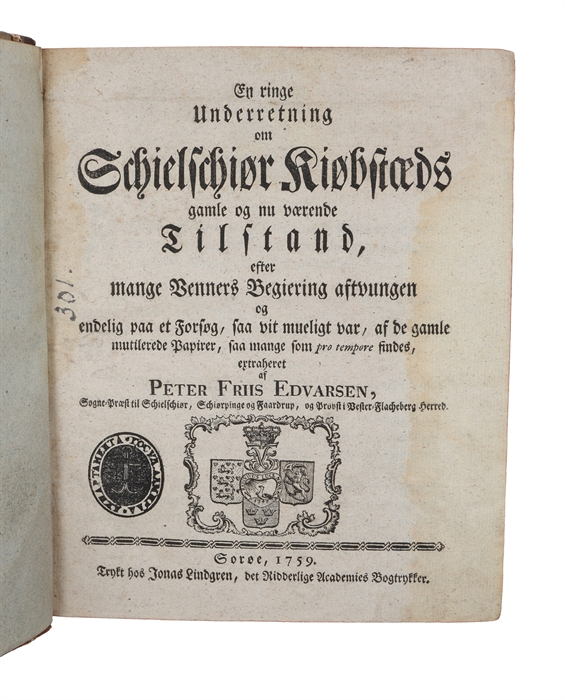 En ringe
Underretning
om
Schielschiør Kiøbstæds
gamle og nu værende
Tilstand,
efter
mange Venners Begiering aftvungen
og
endelig paa et Forsøg, saa vit mueligt var, af de gamle
mutilerede Papirer, saa mange som pro tempore findes,
extraheret
af
PETER FRIIS EDVARSEN,
Sogne-Præst til Schielschiør, Schiørpinge og Faardrup, og Provst i Vester-Flacheberg Herred.
Soroe, 1759.
Trykt hos Jonas Lindgren, det Ridderlige Academies Bogtrykker.
301.